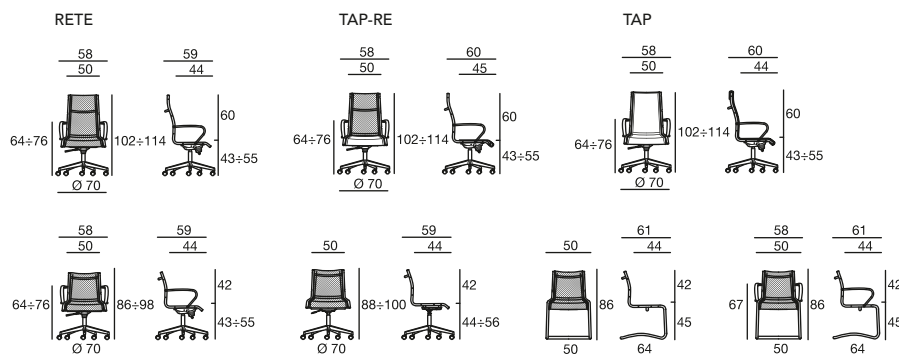 RETE TAP-RE TAP
58 59 58 60 58 60
50 44 50 45 50 44
60 60 60
64÷76 102÷114 64÷76 102÷114 64÷76 102÷114
43÷55 43÷55 43÷55
Ø 70 Ø 70 Ø 70
58 59 59 61 58 61
50 44 50 44 50 44 50 44
42 42 42 42
64÷76 86÷98 88÷100 86 67 86
43÷55 44÷56 45 45
Ø 70 Ø 70 50 64 50 64